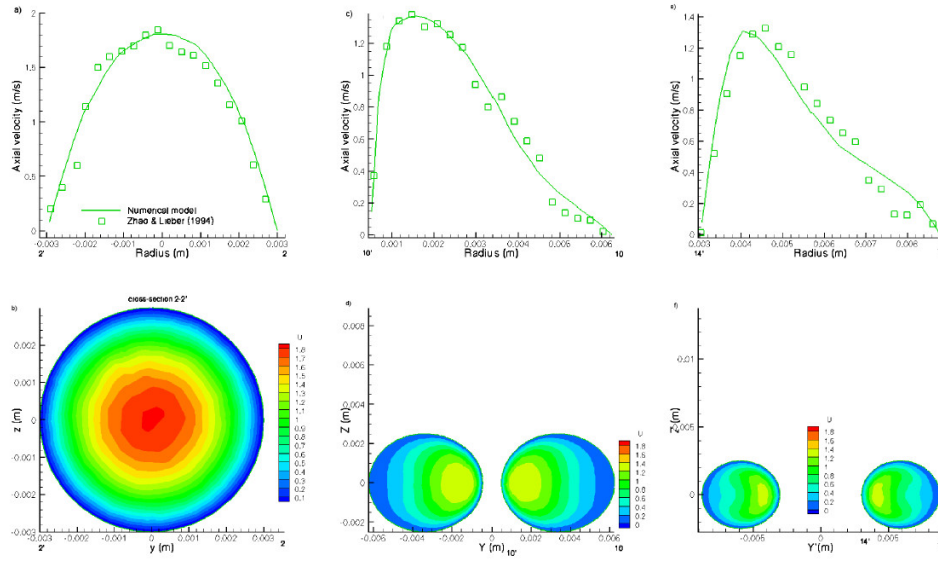 a)
c)
e)
Axial velocity (m/s)
2
1.5
1
0.5
0
Numerical model
Zhao & Lieber (1994)
-0.003 -0.002 -0.001 0 0.001 0.002 0.003
2' Radius (m) 2
Axial velocity (m/s)
1.2
1
0.8
0.6
0.4
0.2
0
0.001 0.002 0.003 0.004 0.005 0.006
10' Radius (m) 10
Axial velocity (m/s)
1.4
1.2
1
0.8
0.6
0.4
0.2
0
0.003 0.004 0.005 0.006 0.007 0.008
14' Radius (m)
b) cross-section 2-2'
z (m)
0.002
0.001
0
-0.001
-0.002
-0.003
-0.003 -0.002 -0.001 0 0.001 0.002 0.003
2' y (m) 2
U
1.8
1.7
1.6
1.5
1.4
1.3
1.2
1.1
1
0.9
0.8
0.7
0.6
0.5
0.4
0.3
0.2
0.1
d)
Z (m)
0.008
0.006
0.004
0.002
0
-0.002
-0.006 -0.004 -0.002 0 0.002 0.004 0.006
Y (m) 10' 10
U
1.8
1.6
1.4
1.2
1
0.8
0.6
0.4
0.2
0
f)
0.01
0.005
0
-0.005 0 0.005
Y'(m) 14'
U
1.8
1.6
1.4
1.2
1
0.8
0.6
0.4
0.2
0